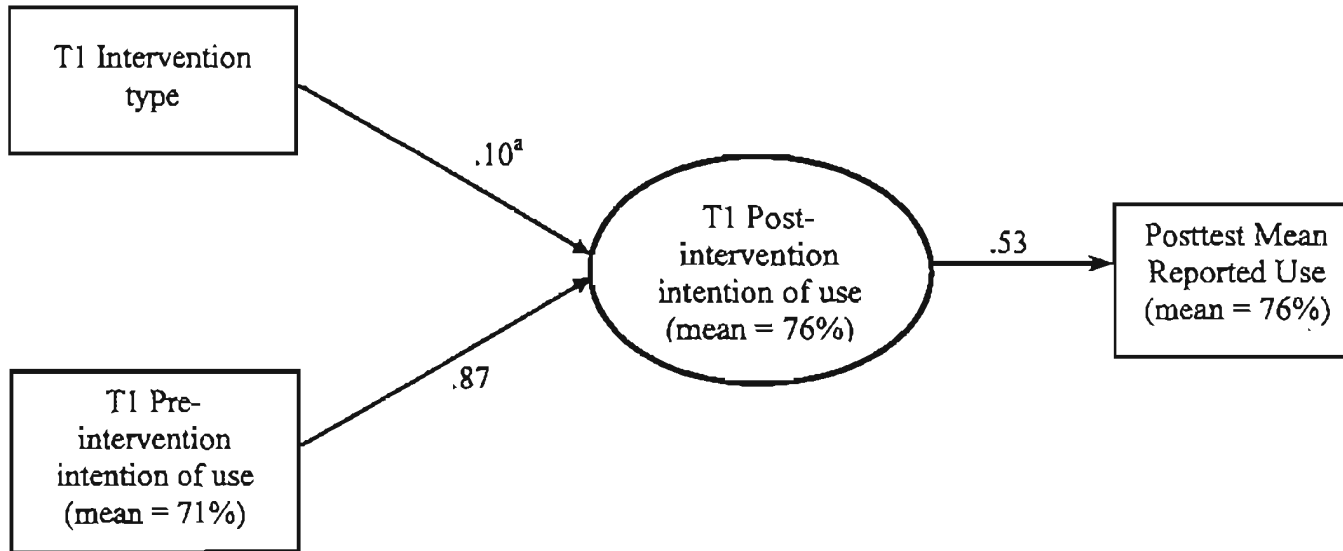 T1 Intervention
type
.10ᵃ
T1 Post-
intervention
intention of use
(mean = 76%)
.53
Posttest Mean
Reported Use
(mean = 76%)
.87
T1 Pre-
intervention
intention of use
(mean = 71%)